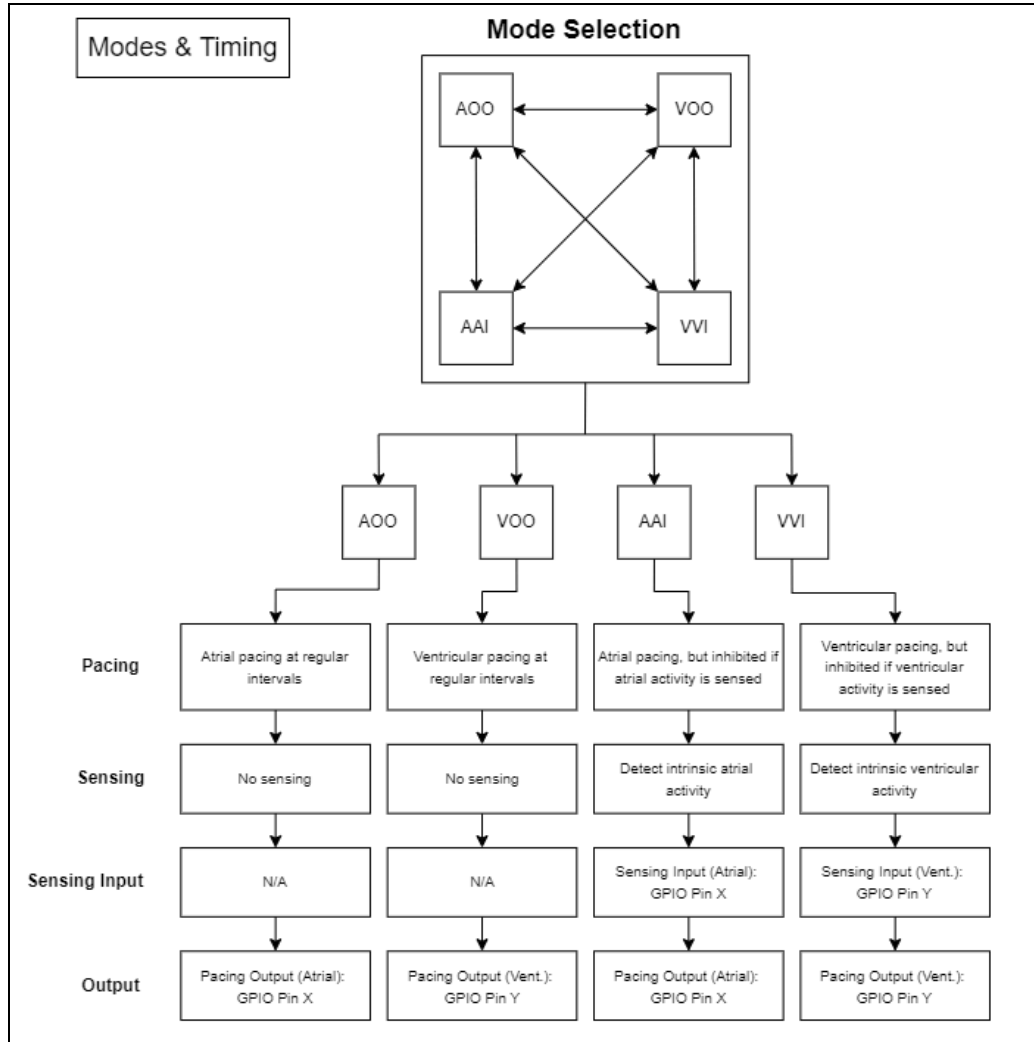 Modes & Timing
Mode Selection
AOO
VOO
AAI
VVI
AOO
VOO
AAI
VVI
Pacing
Atrial pacing at regular
intervals
Ventricular pacing at
regular intervals
Atrial pacing, but inhibited if
atrial activity is sensed
Ventricular pacing, but
inhibited if ventricular
activity is sensed
Sensing
No sensing
No sensing
Detect intrinsic atrial
activity
Detect intrinsic ventricular
activity
Sensing Input
N/A
N/A
Sensing Input (Atrial):
GPIO Pin X
Sensing Input (Vent.):
GPIO Pin Y
Output
Pacing Output (Atrial):
GPIO Pin X
Pacing Output (Vent.):
GPIO Pin Y
Pacing Output (Atrial):
GPIO Pin X
Pacing Output (Vent.):
GPIO Pin Y